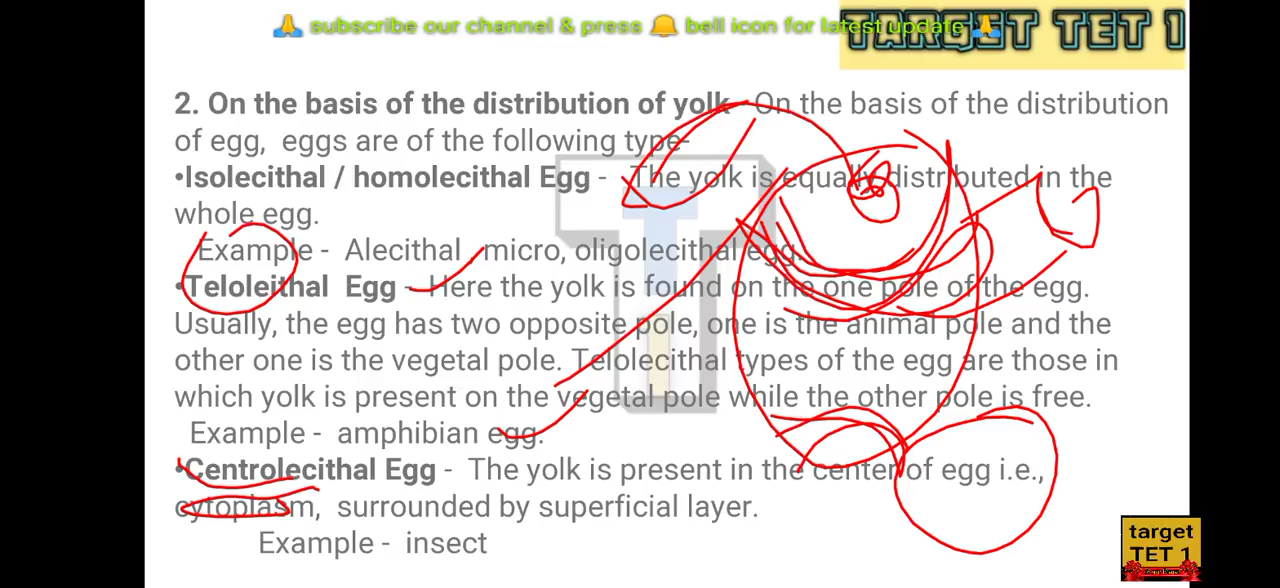 🙏 subscribe our channel & press 🔔 bell icon for latest update 🙏
TARGET TET 1
2. On the basis of the distribution of yolk - On the basis of the distribution
of egg, eggs are of the following type-
•Isolecithal / homolecithal Egg - The yolk is equally distributed in the
whole egg.
Example - Alecithal , micro, oligolecithal egg.
•Teloleithal Egg - Here the yolk is found on the one pole of the egg.
Usually, the egg has two opposite pole, one is the animal pole and the
other one is the vegetal pole. Telolecithal types of the egg are those in
which yolk is present on the vegetal pole while the other pole is free.
Example - amphibian egg.
•Centrolecithal Egg - The yolk is present in the center of egg i.e.,
cytoplasm, surrounded by superficial layer.
Example - insect
target
TET 1